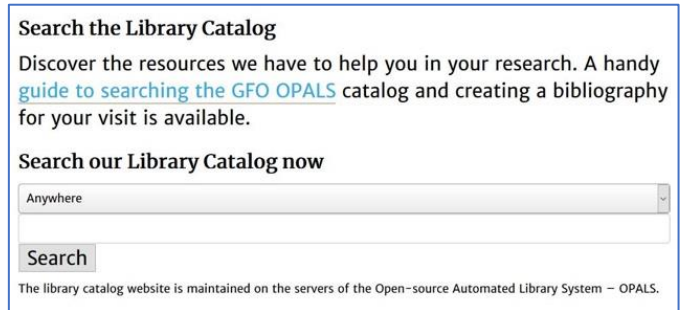 Search the Library Catalog
Discover the resources we have to help you in your research. A handy
guide to searching the GFO OPALS catalog and creating a bibliography
for your visit is available.
Search our Library Catalog now
Anywhere
Search
The library catalog website is maintained on the servers of the Open-source Automated Library System – OPALS.